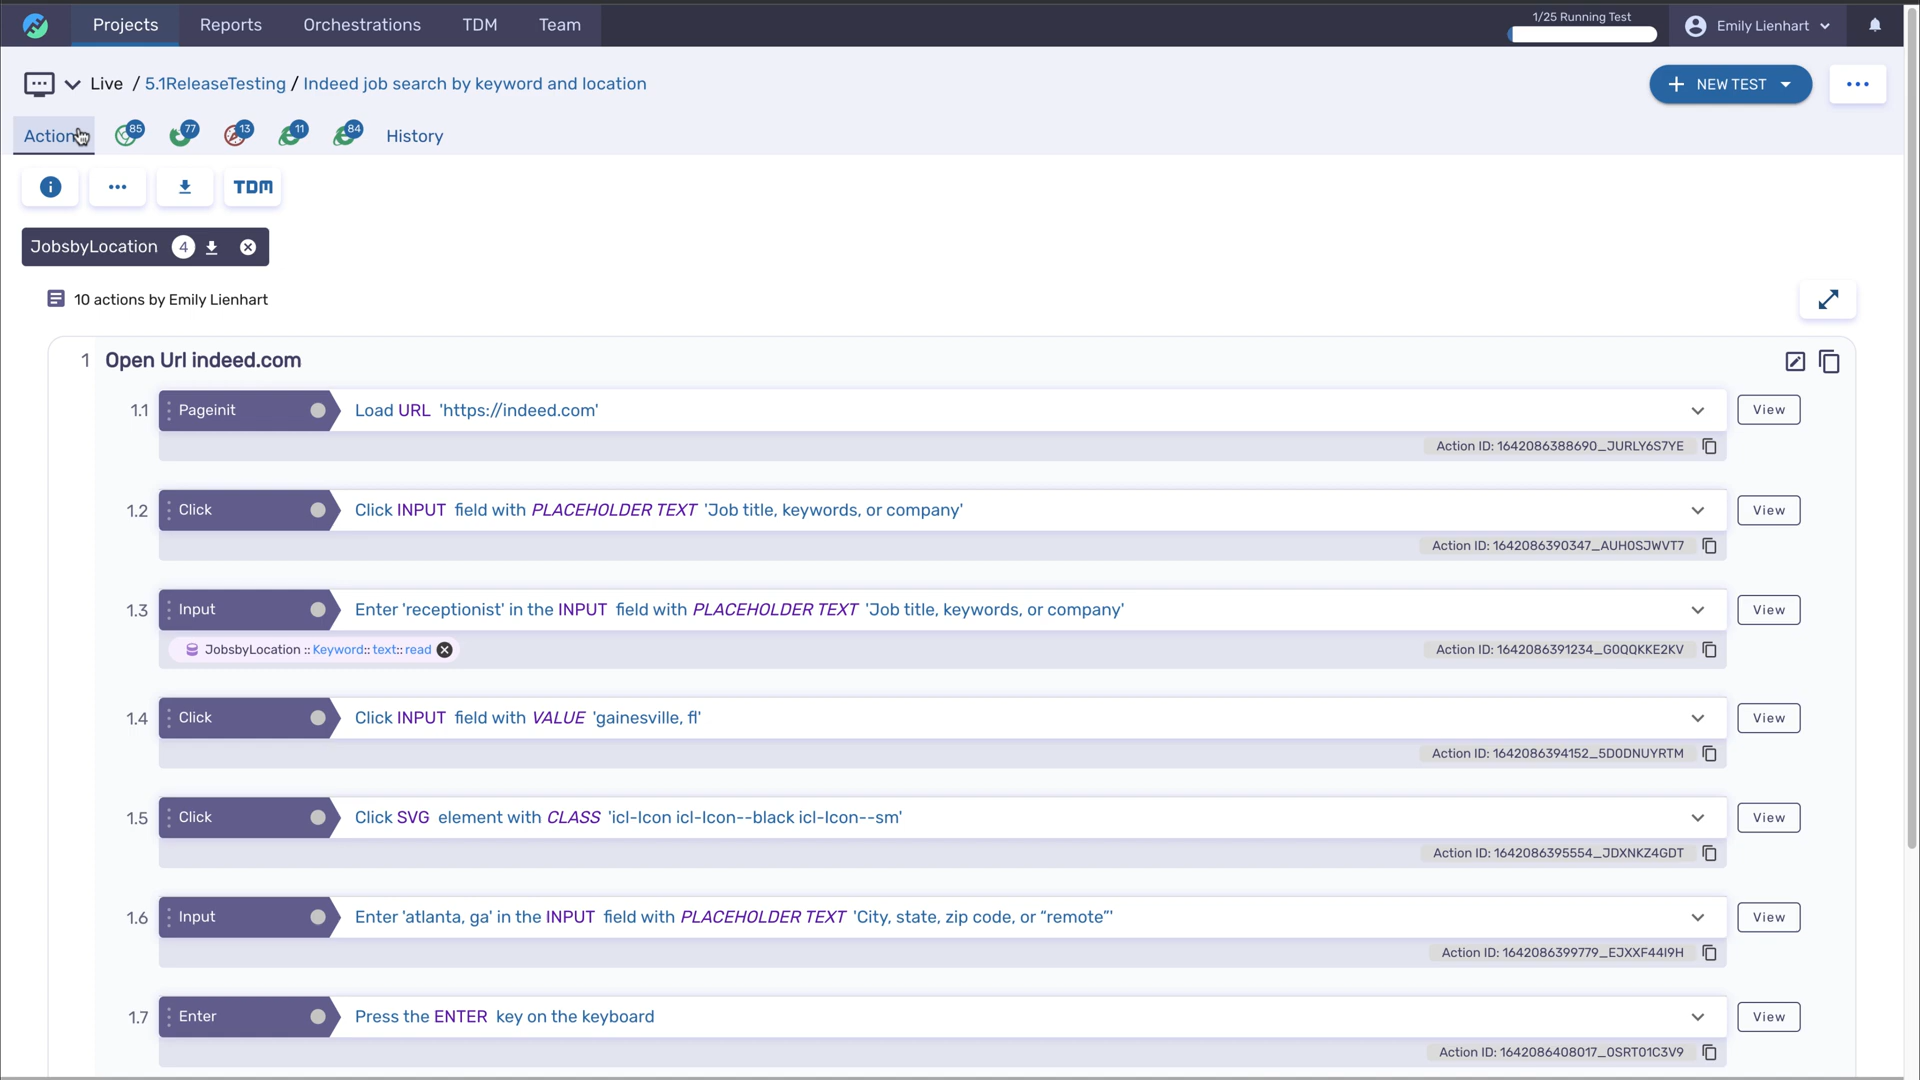 Projects Reports Orchestrations TDM Team 1/25 Running Test Emily Lienhart
Live / 5.1ReleaseTesting / Indeed job search by keyword and location NEW TEST
Action 85 77 13 11 84 History
TDM
JobsbyLocation 4
10 actions by Emily Lienhart
1 Open Url indeed.com
1.1 Pageinit Load URL 'https://indeed.com' View
Action ID: 1642086388690_JURLY6S7YE
1.2 Click Click INPUT field with PLACEHOLDER TEXT 'Job title, keywords, or company' View
Action ID: 1642086390347_AUH0SJWVT7
1.3 Input Enter 'receptionist' in the INPUT field with PLACEHOLDER TEXT 'Job title, keywords, or company' View
JobsbyLocation :: Keyword:: text:: read Action ID: 1642086391234_G0QQKKE2KV
1.4 Click Click INPUT field with VALUE 'gainesville, fl' View
Action ID: 1642086394152_5D0DNUYRTM
1.5 Click Click SVG element with CLASS 'icl-Icon icl-Icon--black icl-Icon--sm' View
Action ID: 1642086395554_JDXNKZ4GDT
1.6 Input Enter 'atlanta, ga' in the INPUT field with PLACEHOLDER TEXT 'City, state, zip code, or “remote”' View
Action ID: 1642086399779_EJXXF44I9H
1.7 Enter Press the ENTER key on the keyboard View
Action ID: 1642086408017_0SRT01C3V9